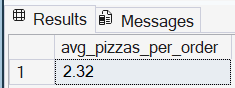 Results Messages
avg_pizzas_per_order
1 2.32